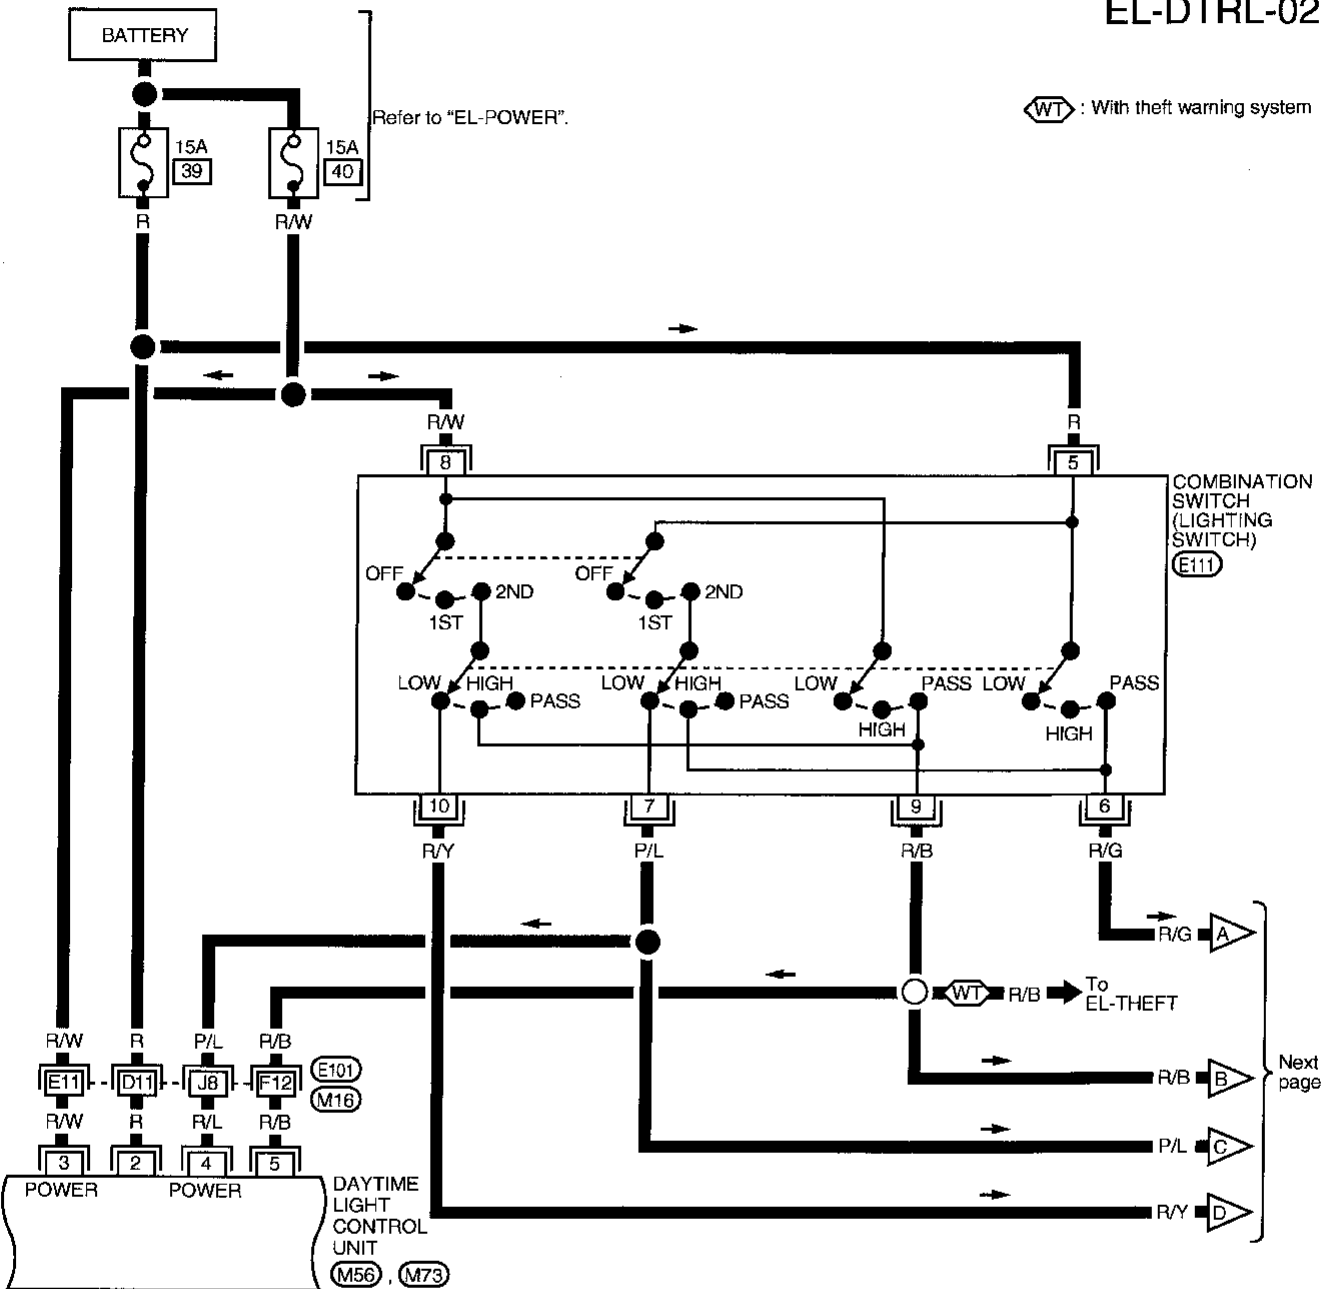 EL-DTRL-02
BATTERY
Refer to "EL-POWER".
WT : With theft warning system
15A
39
15A
40
R
R/W
R/W
R
8
5
COMBINATION
SWITCH
(LIGHTING
SWITCH)
E111
OFF
1ST
2ND
OFF
1ST
2ND
LOW
HIGH
PASS
LOW
HIGH
PASS
LOW
HIGH
PASS
LOW
HIGH
PASS
10
7
9
6
R/Y
P/L
R/B
R/G
R/G
A
WT
R/B
To
EL-THEFT
R/W
R
P/L
R/B
E11
D11
J8
F12
E101
M16
R/B
B
Next
page
R/W
R
R/L
R/B
P/L
C
3
2
4
5
POWER
POWER
DAYTIME
LIGHT
CONTROL
UNIT
M56 , M73
R/Y
D